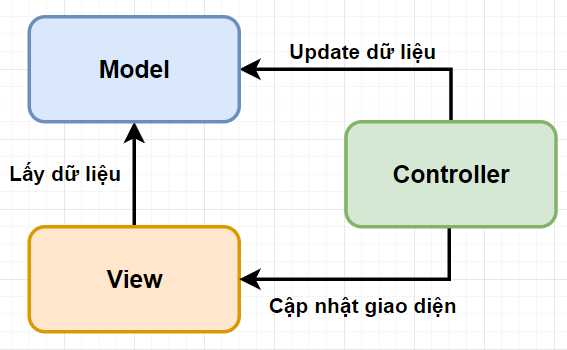 Model
Update dữ liệu
Controller
Lấy dữ liệu
View
Cập nhật giao diện